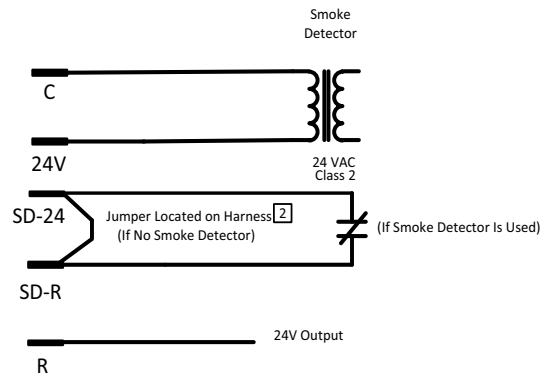 Smoke
Detector
C
24V
24 VAC
Class 2
SD-24
Jumper Located on Harness 2
(If No Smoke Detector)
(If Smoke Detector Is Used)
SD-R
24V Output
R